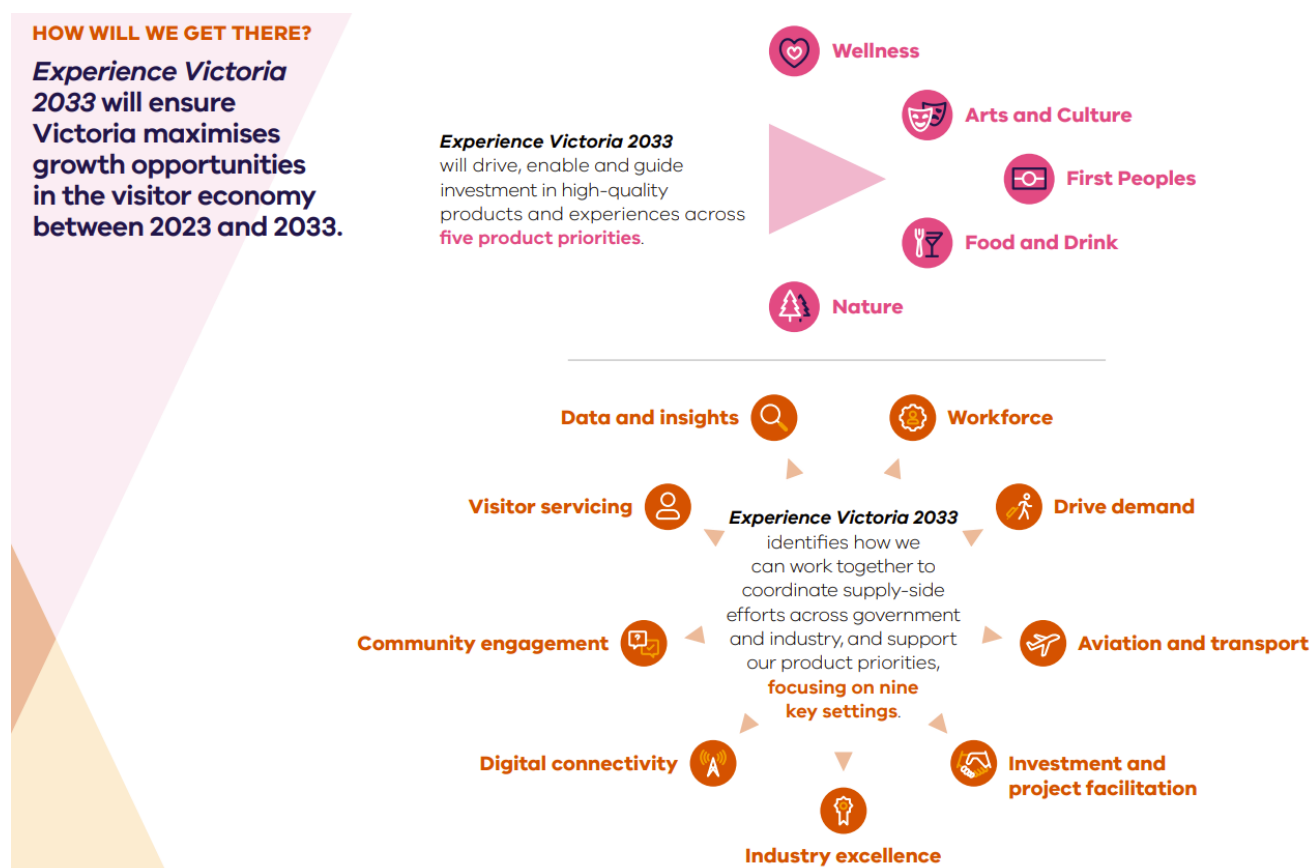 HOW WILL WE GET THERE?
Experience Victoria
2033 will ensure
Victoria maximises
growth opportunities
in the visitor economy
between 2023 and 2033.
Experience Victoria 2033
will drive, enable and guide
investment in high-quality
products and experiences across
five product priorities.
Wellness
Arts and Culture
First Peoples
Food and Drink
Nature
Data and insights
Workforce
Visitor servicing
Drive demand
Experience Victoria 2033
identifies how we
can work together to
coordinate supply-side
efforts across government
and industry, and support
our product priorities,
focusing on nine
key settings.
Community engagement
Aviation and transport
Digital connectivity
Investment and
project facilitation
Industry excellence